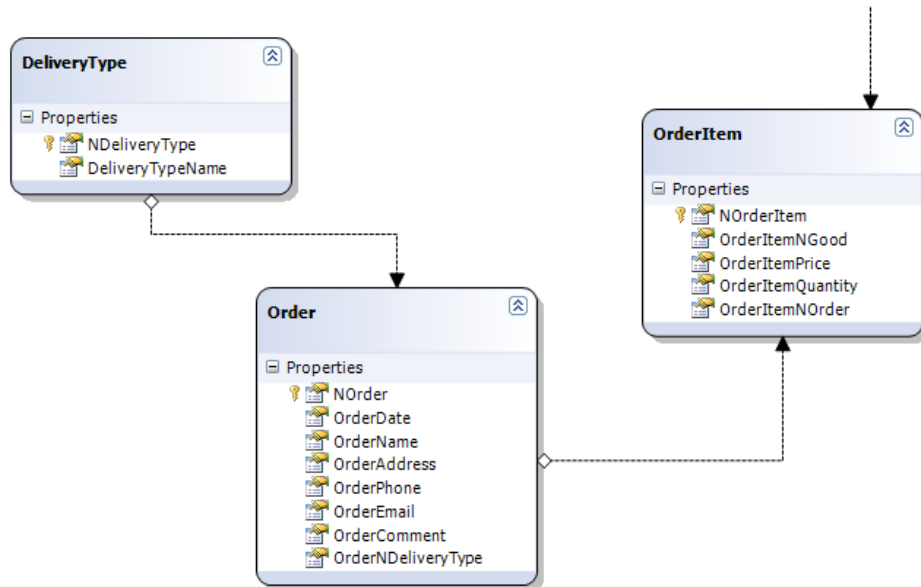 DeliveryType
Properties
NDeliveryType
DeliveryTypeName
OrderItem
Properties
NOrderItem
OrderItemNGood
OrderItemPrice
OrderItemQuantity
OrderItemNOrder
Order
Properties
NOrder
OrderDate
OrderName
OrderAddress
OrderPhone
OrderEmail
OrderComment
OrderNDeliveryType